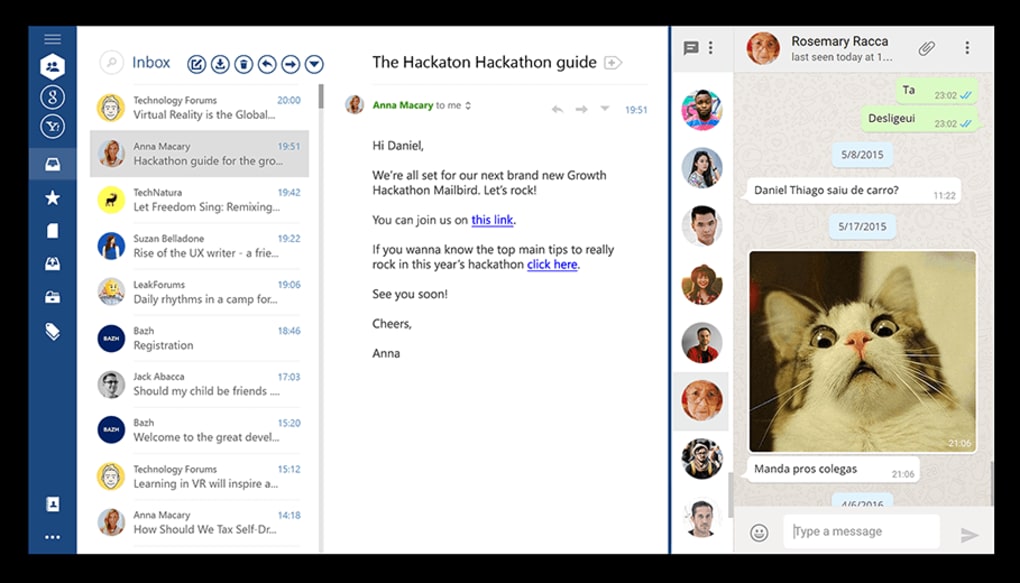 Inbox
Technology Forums 20:00
Virtual Reality is the Global...
Anna Macary 19:51
Hackathon guide for the gro...
TechNatura 19:42
Let Freedom Sing: Remixing...
Suzan Belladone 19:22
Rise of the UX writer - a frie...
LeakForums 19:06
Daily rhythms in a camp for...
BAZH
Bazh 18:46
Registration
Jack Abacca 17:03
Should my child be friends ....
BAZH
Bazh 15:20
Welcome to the great devel...
Technology Forums 15:12
Learning in VR will inspire a...
Anna Macary 14:18
How Should We Tax Self-Dr...
The Hackaton Hackathon guide
Anna Macary to me 19:51
Hi Daniel,
We're all set for our next brand new Growth
Hackathon Mailbird. Let's rock!
You can join us on this link.
If you wanna know the top main tips to really
rock in this year's hackathon click here.
See you soon!
Cheers,
Anna
Rosemary Racca
last seen today at 1...
Ta 23:02
Desligeui 23:02
5/8/2015
Daniel Thiago saiu de carro? 11:22
5/17/2015
21:06
Manda pros colegas 21:06
4/6/2016
Type a message